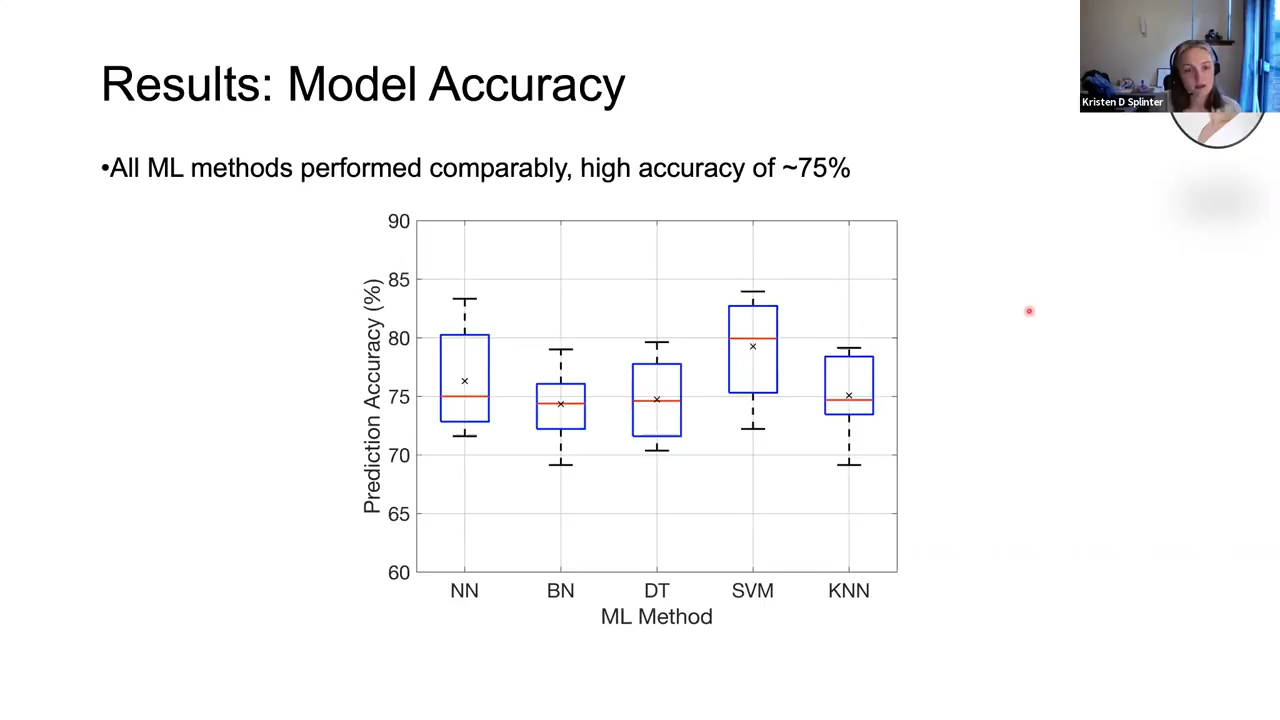 Results: Model Accuracy
Kristen D Splinter
•All ML methods performed comparably, high accuracy of ~75%
90
85
80
75
70
65
60
Prediction Accuracy (%)
NN BN DT SVM KNN
ML Method